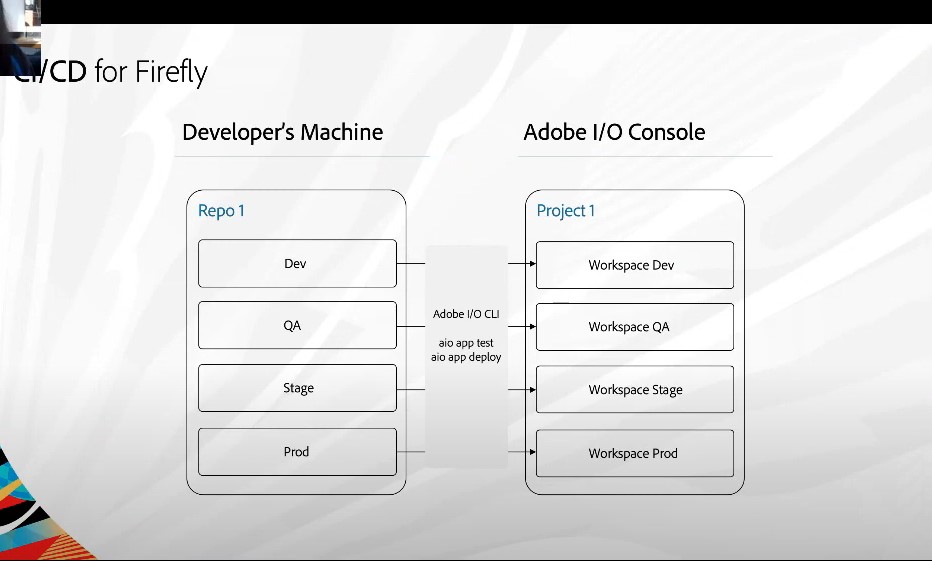 CI/CD for Firefly
Developer's Machine
Adobe I/O Console
Repo 1
Dev
QA
Stage
Prod
Adobe I/O CLI
aio app test
aio app deploy
Project 1
Workspace Dev
Workspace QA
Workspace Stage
Workspace Prod